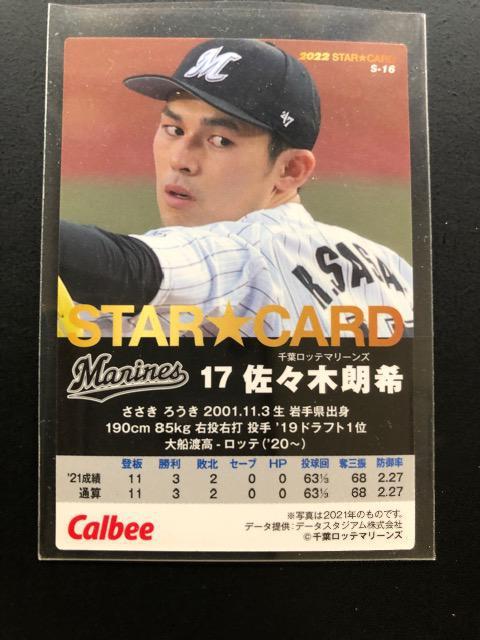 M
47
2022 STAR★CARD
S-16
R.SASA
STAR★CARD
千葉ロッテマリーンズ
Marines 17 佐々木朗希
ささき ろうき 2001.11.3生 岩手県出身
190cm 85kg 右投右打 投手 '19ドラフト1位
大船渡高-ロッテ('20〜)
登板 勝利 敗北 セーブ HP 投球回 奪三振 防御率
'21成績 11 3 2 0 0 63⅓ 68 2.27
通算 11 3 2 0 0 63⅓ 68 2.27
Calbee
※写真は2021年のものです。
データ提供:データスタジアム株式会社
©千葉ロッテマリーンズ